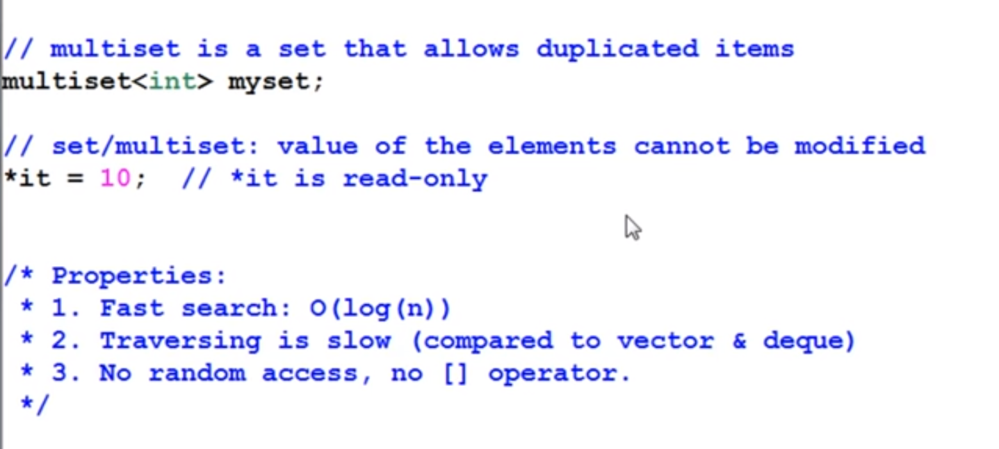 // multiset is a set that allows duplicated items
multiset<int> myset;
// set/multiset: value of the elements cannot be modified
*it = 10;  // *it is read-only
/* Properties:
 * 1. Fast search: O(log(n))
 * 2. Traversing is slow (compared to vector & deque)
 * 3. No random access, no [] operator.
 */